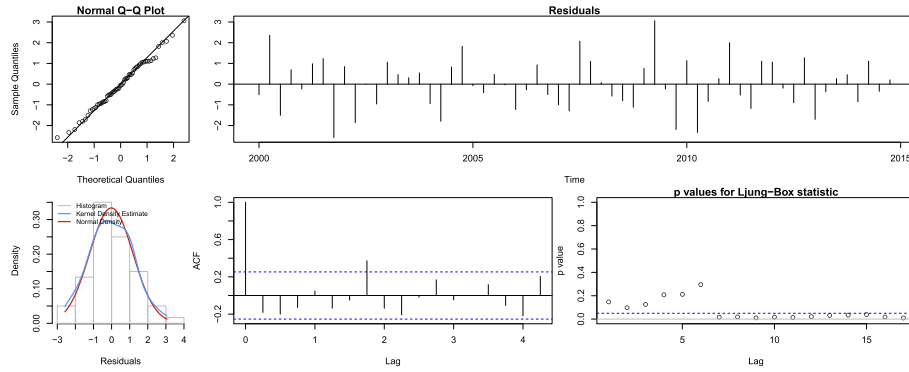 Normal Q−Q Plot
Sample Quantiles
3
2
1
0
−1
−2
−2 −1 0 1 2
Theoretical Quantiles
Residuals
3
2
1
0
−1
−2
2000 2005 2010 2015
Time
Histogram
Kernel Density Estimate
Normal Density
Density
0.30
0.20
0.10
0.00
−3 −2 −1 0 1 2 3 4
Residuals
ACF
1.0
0.6
0.2
−0.2
0 1 2 3 4
Lag
p values for Ljung−Box statistic
p value
1.0
0.8
0.6
0.4
0.2
0.0
5 10 15
Lag